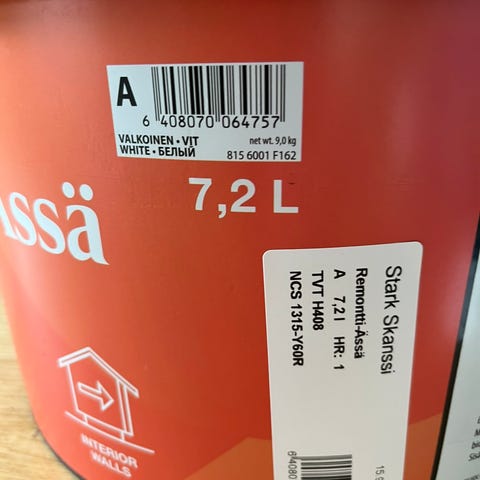 A
6 408070 064757
VALKOINEN • VIT
WHITE • БЕЛЫЙ
net wt. 9,0 kg
815 6001 F162
7,2 L
Ässä
INTERIOR
WALLS
Stark Skanssi
Remontti-Ässä
A 7,2 l HR: 1
TVT H408
NCS 1315-Y60R